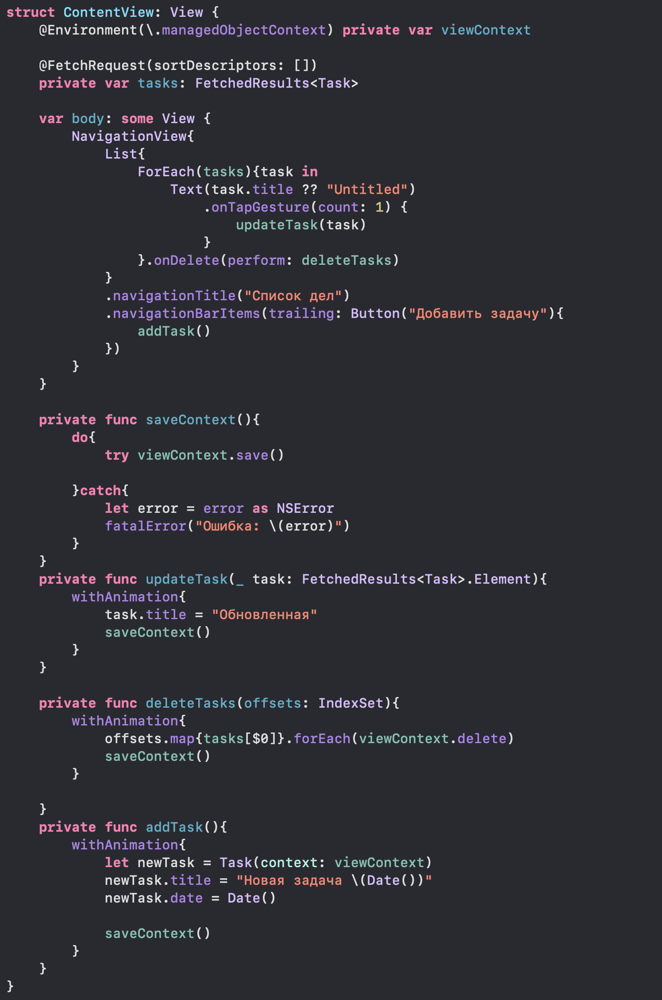 struct ContentView: View {
    @Environment(\.managedObjectContext) private var viewContext
    @FetchRequest(sortDescriptors: [])
    private var tasks: FetchedResults<Task>
    var body: some View {
        NavigationView{
            List{
                ForEach(tasks){task in
                    Text(task.title ?? "Untitled")
                        .onTapGesture(count: 1) {
                            updateTask(task)
                        }
                }.onDelete(perform: deleteTasks)
            }
            .navigationTitle("Список дел")
            .navigationBarItems(trailing: Button("Добавить задачу"){
                addTask()
            })
        }
    }
    private func saveContext(){
        do{
            try viewContext.save()
        }catch{
            let error = error as NSError
            fatalError("Ошибка: \(error)")
        }
    }
    private func updateTask(_ task: FetchedResults<Task>.Element){
        withAnimation{
            task.title = "Обновленная"
            saveContext()
        }
    }
    private func deleteTasks(offsets: IndexSet){
        withAnimation{
            offsets.map{tasks[$0]}.forEach(viewContext.delete)
            saveContext()
        }
    }
    private func addTask(){
        withAnimation{
            let newTask = Task(context: viewContext)
            newTask.title = "Новая задача \(Date())"
            newTask.date = Date()
            saveContext()
        }
    }
}